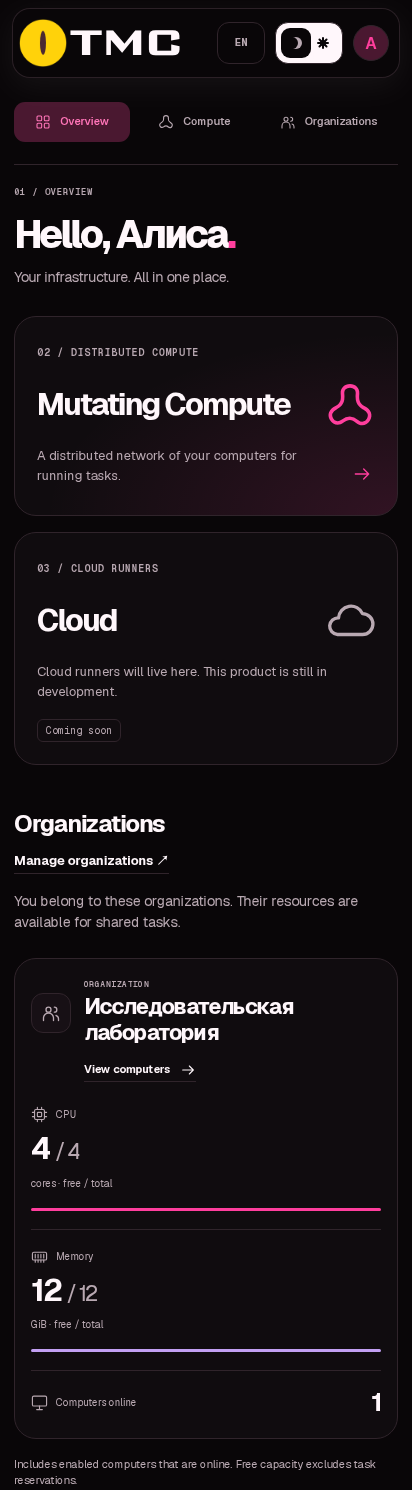 TMC
EN
A
Overview
Compute
Organizations
01 / OVERVIEW
Hello, Алиса.
Your infrastructure. All in one place.
02 / DISTRIBUTED COMPUTE
Mutating Compute
A distributed network of your computers for
running tasks.
→
03 / CLOUD RUNNERS
Cloud
Cloud runners will live here. This product is still in
development.
Coming soon
Organizations
Manage organizations ↗
You belong to these organizations. Their resources are
available for shared tasks.
ORGANIZATION
Исследовательская
лаборатория
View computers →
CPU
4 / 4
cores · free / total
Memory
12 / 12
GiB · free / total
Computers online
1
Includes enabled computers that are online. Free capacity excludes task
reservations.